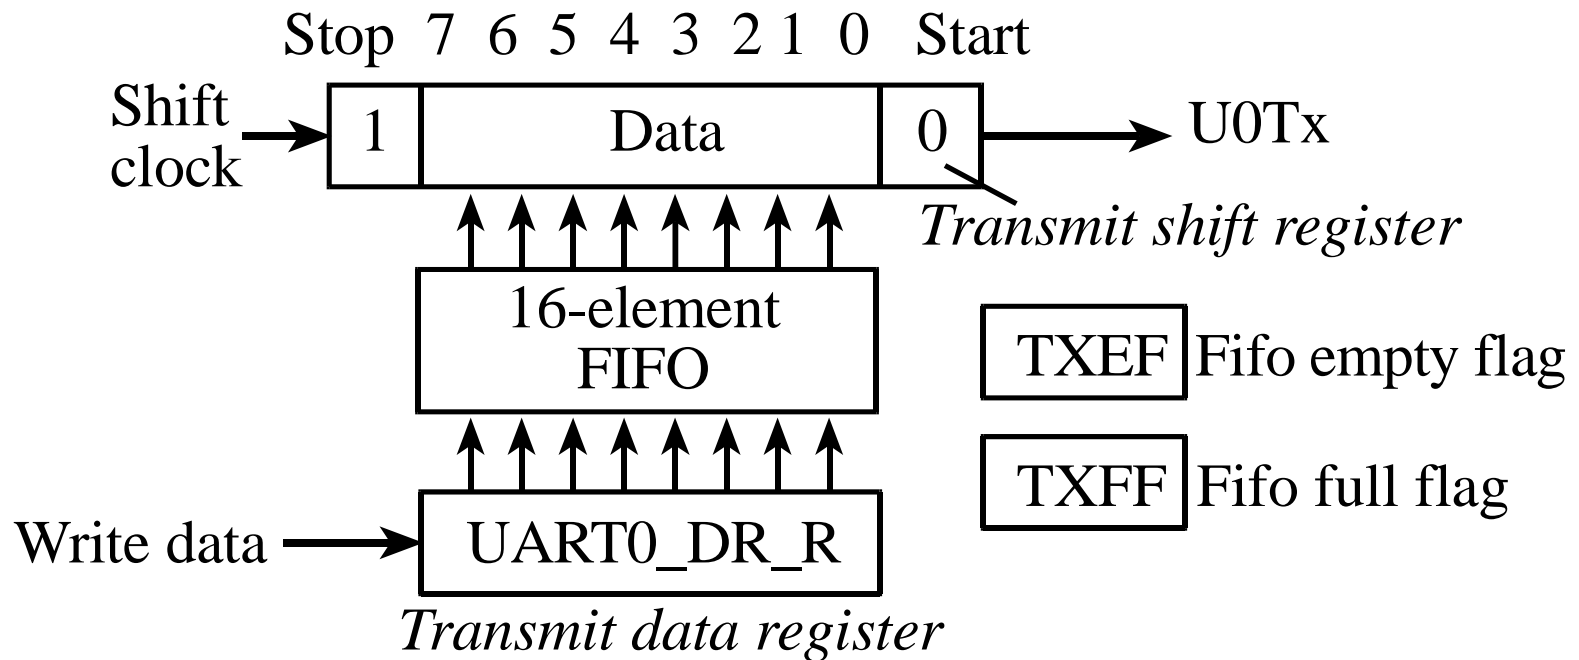 Stop 7 6 5 4 3 2 1 0 Start
Shift
clock
1
Data
0
U0Tx
Transmit shift register
16-element
FIFO
TXEF Fifo empty flag
TXFF Fifo full flag
Write data
UART0_DR_R
Transmit data register